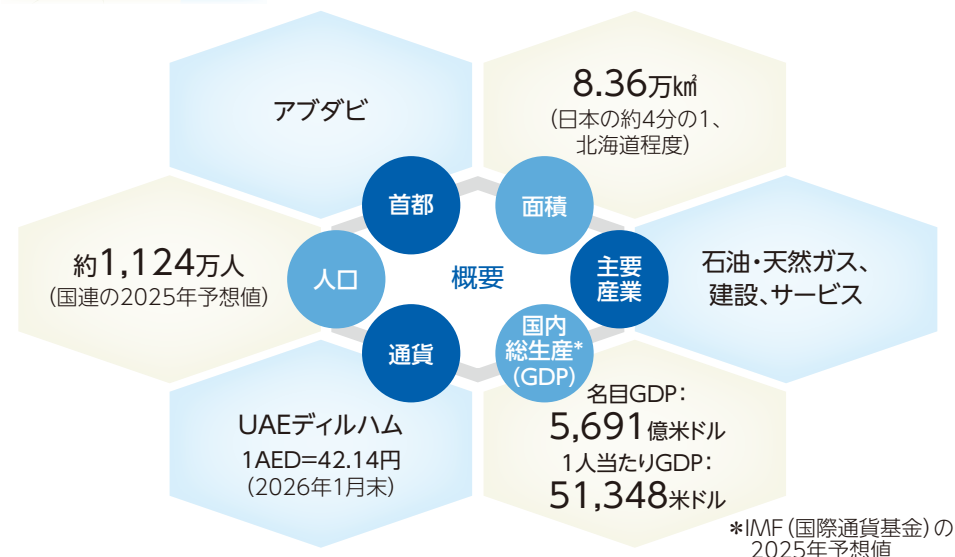 概要
首都
アブダビ
面積
8.36万㎢
(日本の約4分の1、
北海道程度)
人口
約1,124万人
(国連の2025年予想値)
主要
産業
石油・天然ガス、
建設、サービス
通貨
UAEディルハム
1AED=42.14円
(2026年1月末)
国内
総生産*
(GDP)
名目GDP:
5,691億米ドル
1人当たりGDP:
51,348米ドル
*IMF(国際通貨基金)の
2025年予想値